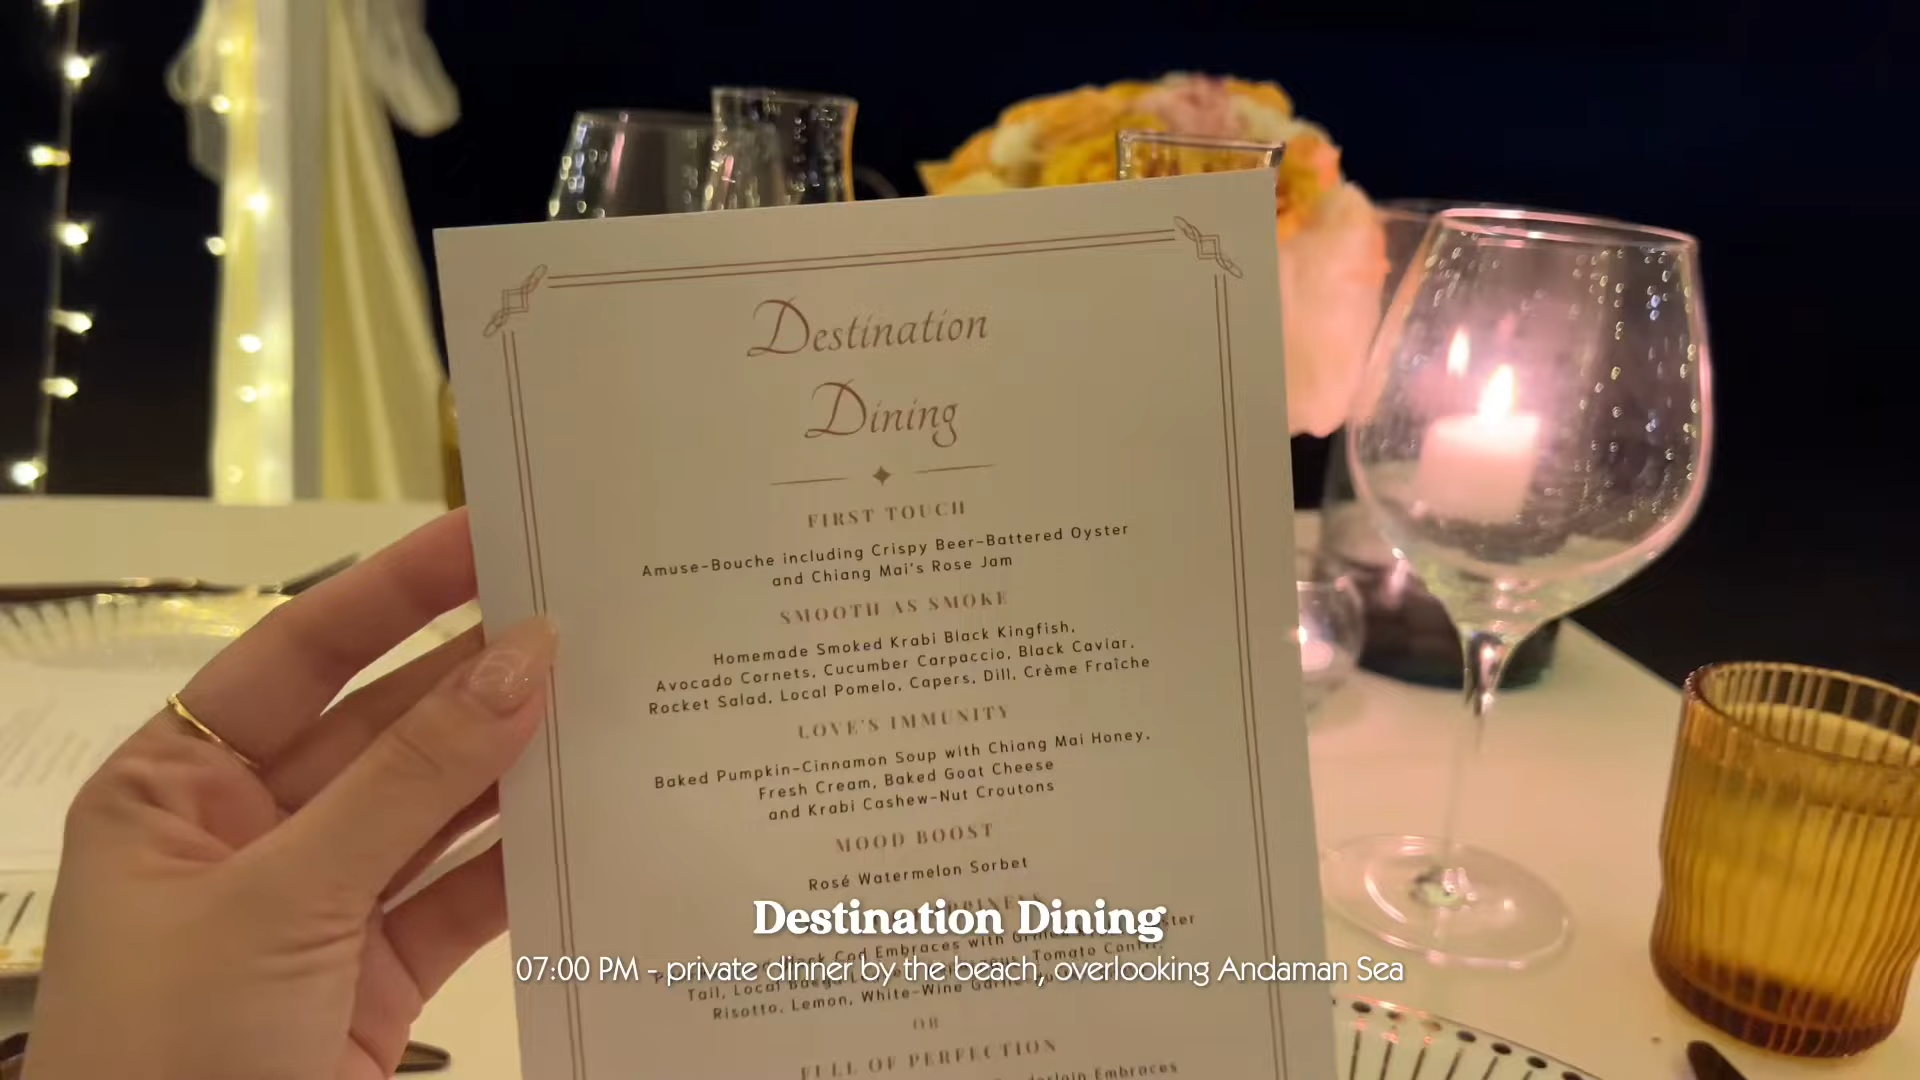 Destination
Dining
FIRST TOUCH
Amuse-Bouche including Crispy Beer-Battered Oyster
and Chiang Mai's Rose Jam
SMOOTH AS SMOKE
Homemade Smoked Krabi Black Kingfish,
Avocado Cornets, Cucumber Carpaccio, Black Caviar,
Rocket Salad, Local Pomelo, Capers, Dill, Crème Fraîche
LOVE'S IMMUNITY
Baked Pumpkin-Cinnamon Soup with Chiang Mai Honey,
Fresh Cream, Baked Goat Cheese
and Krabi Cashew-Nut Croutons
MOOD BOOST
Rosé Watermelon Sorbet
Destination Dining
Cod Embraces with
07:00 PM - private dinner by the beach, overlooking Andaman Sea
Tail, Local Tomato
Risotto, Lemon, White-Wine
OR
FULL OF PERFECTION
Embraces